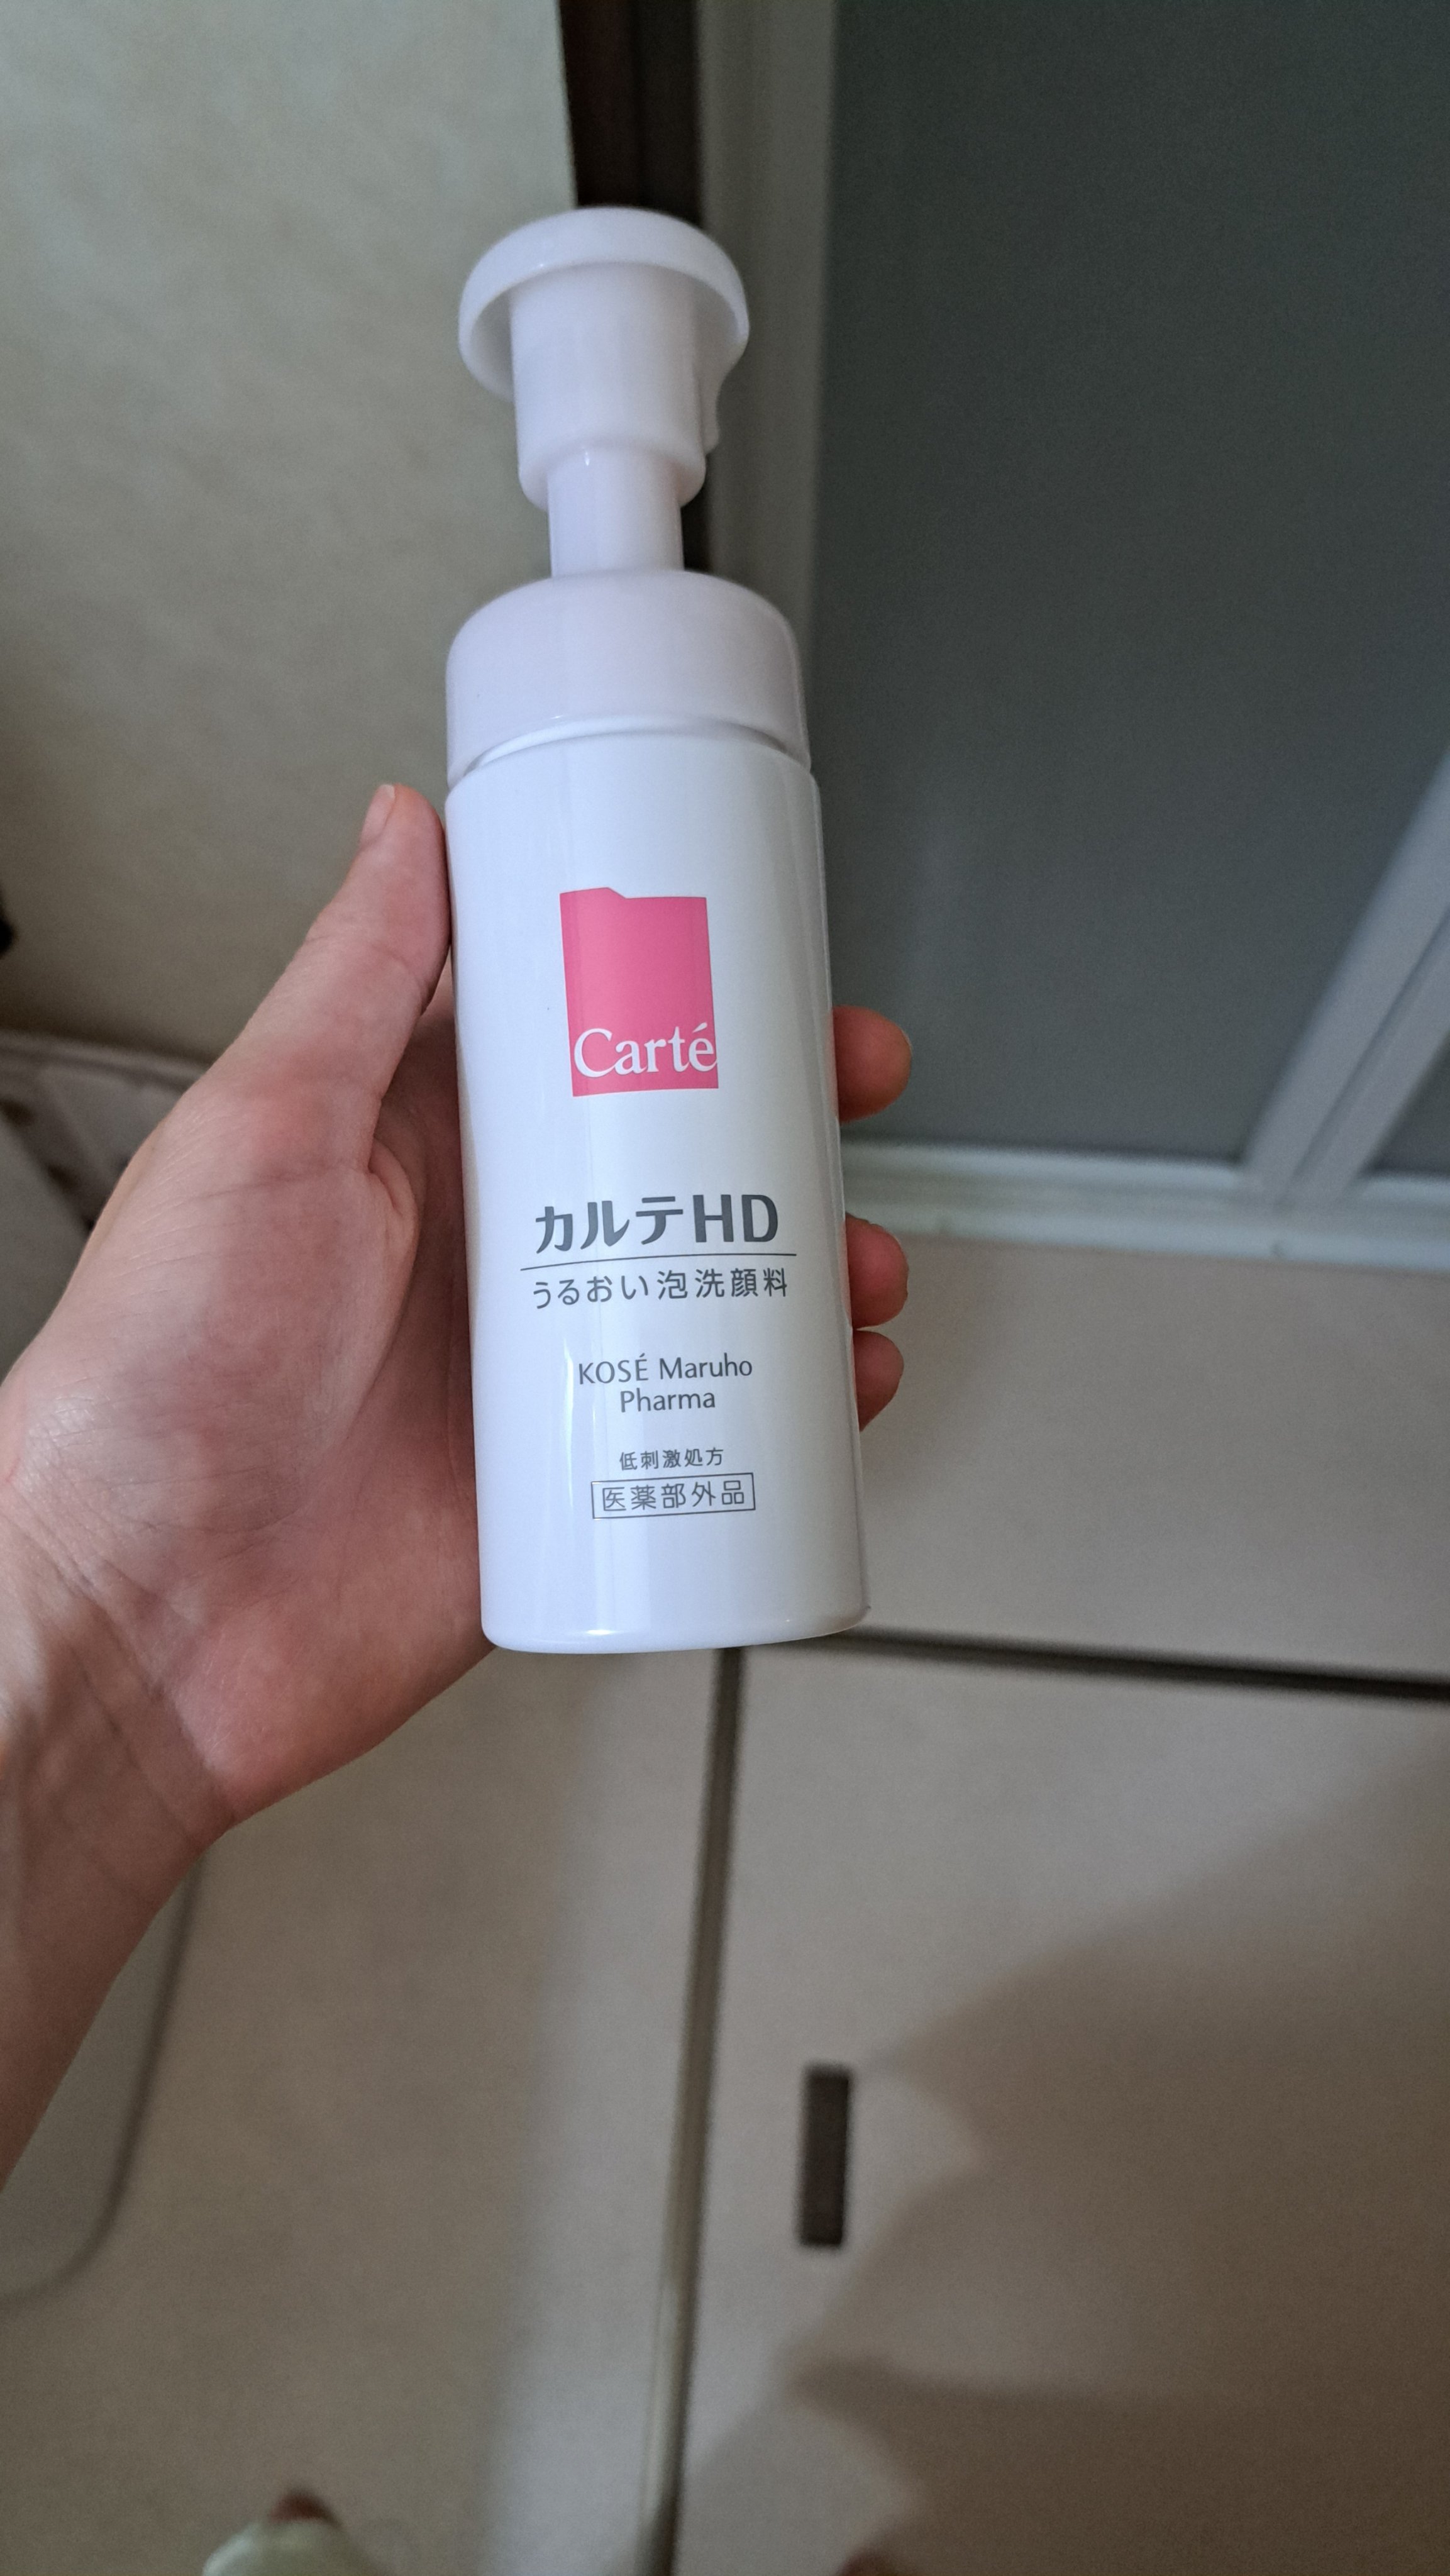 Carté
カルテHD
うるおい泡洗顔料
KOSÉ Maruho
Pharma
低刺激処方
医薬部外品